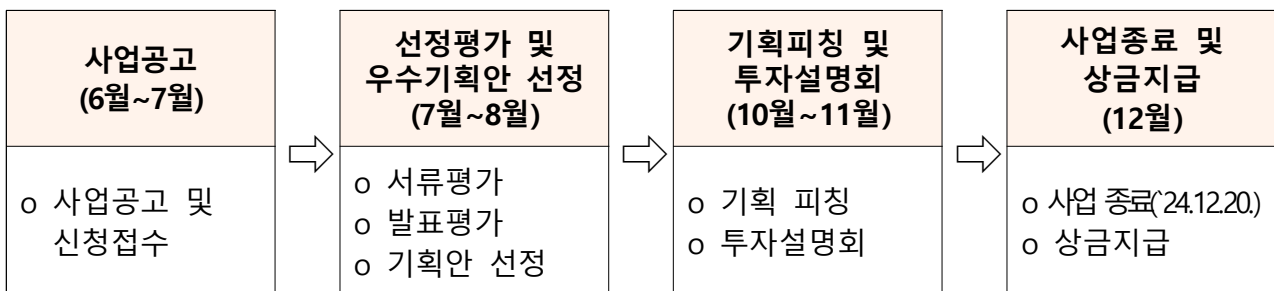 사업공고
(6월~7월)
o 사업공고 및
신청접수
선정평가 및
우수기획안 선정
(7월~8월)
o 서류평가
o 발표평가
o 기획안 선정
기획피칭 및
투자설명회
(10월~11월)
o 기획 피칭
o 투자설명회
사업종료 및
상금지급
(12월)
o 사업 종료(`24.12.20.)
o 상금지급